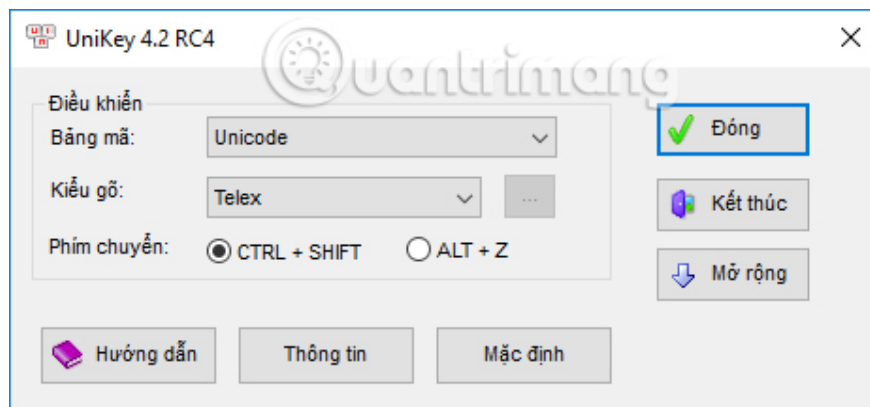 UniKey 4.2 RC4
Quantrimang
Điều khiển
Bảng mã:
Unicode
Đóng
Kiểu gõ:
Telex
...
Kết thúc
Phím chuyển:
CTRL + SHIFT
ALT + Z
Mở rộng
Hướng dẫn
Thông tin
Mặc định